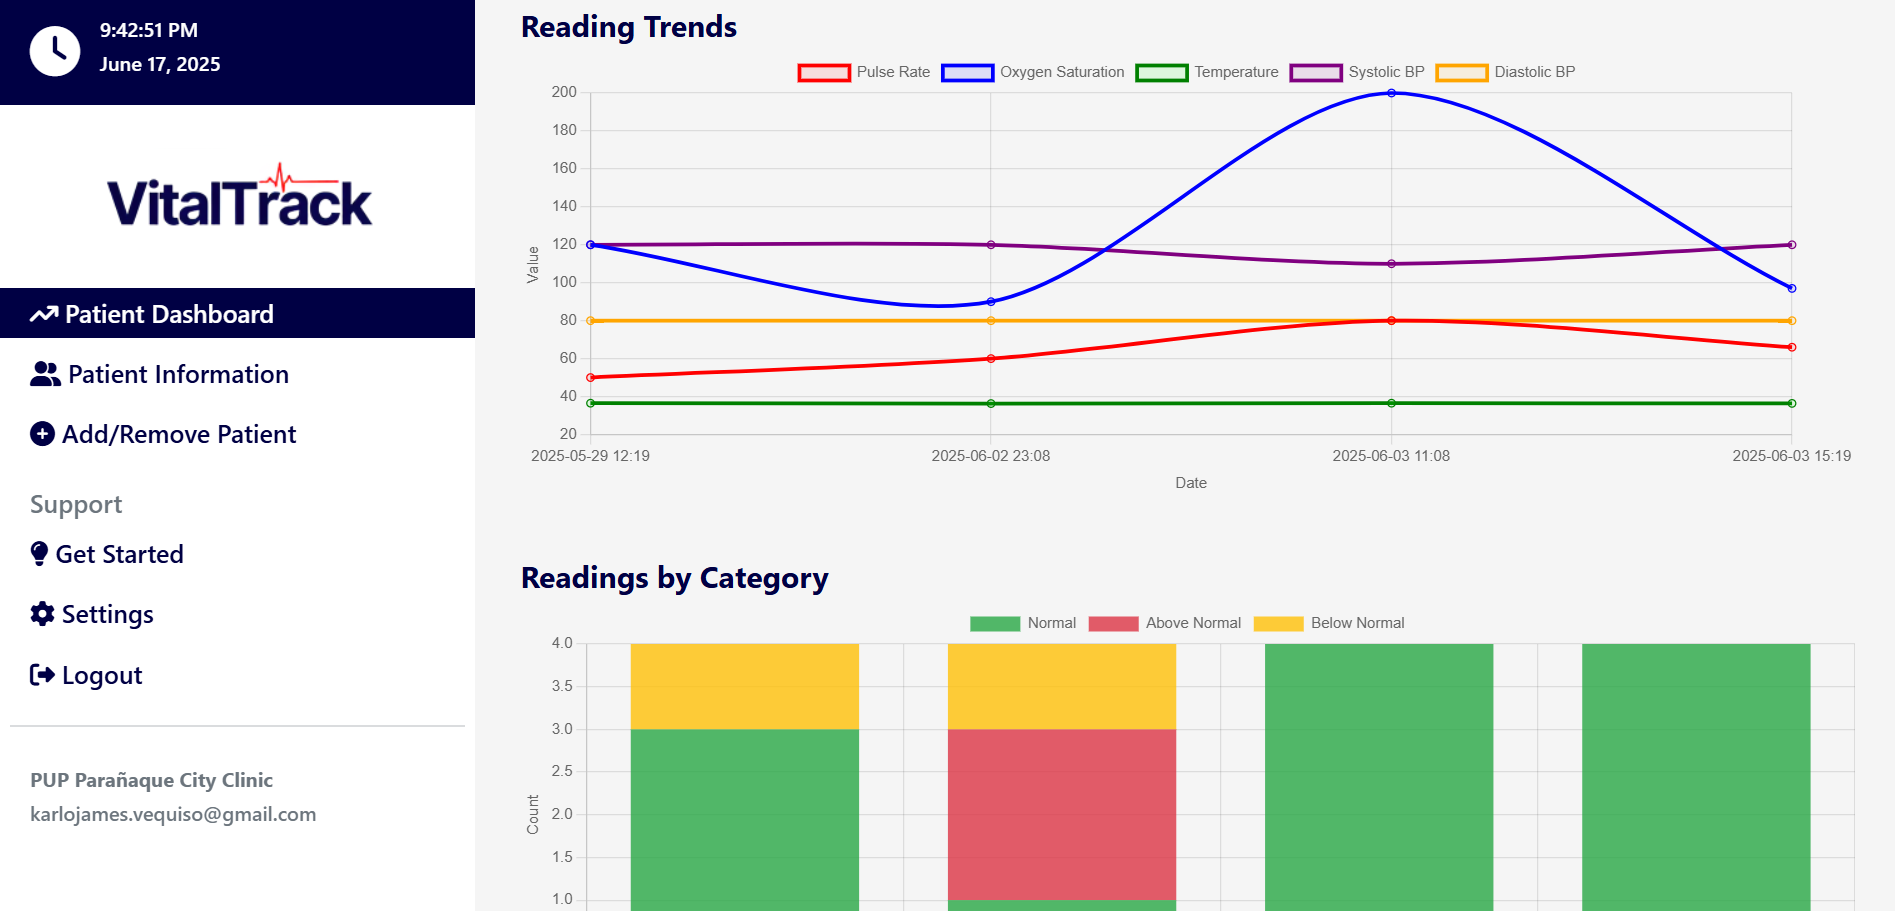 9:42:51 PM
June 17, 2025
VitalTrack
Patient Dashboard
Patient Information
Add/Remove Patient
Support
Get Started
Settings
Logout
PUP Parañaque City Clinic
karlojames.vequiso@gmail.com
Reading Trends
Pulse Rate Oxygen Saturation Temperature Systolic BP Diastolic BP
200
180
160
140
120
100
80
60
40
20
Value
2025-05-29 12:19 2025-06-02 23:08 2025-06-03 11:08 2025-06-03 15:19
Date
Readings by Category
Normal Above Normal Below Normal
4.0
3.5
3.0
2.5
2.0
1.5
1.0
Count